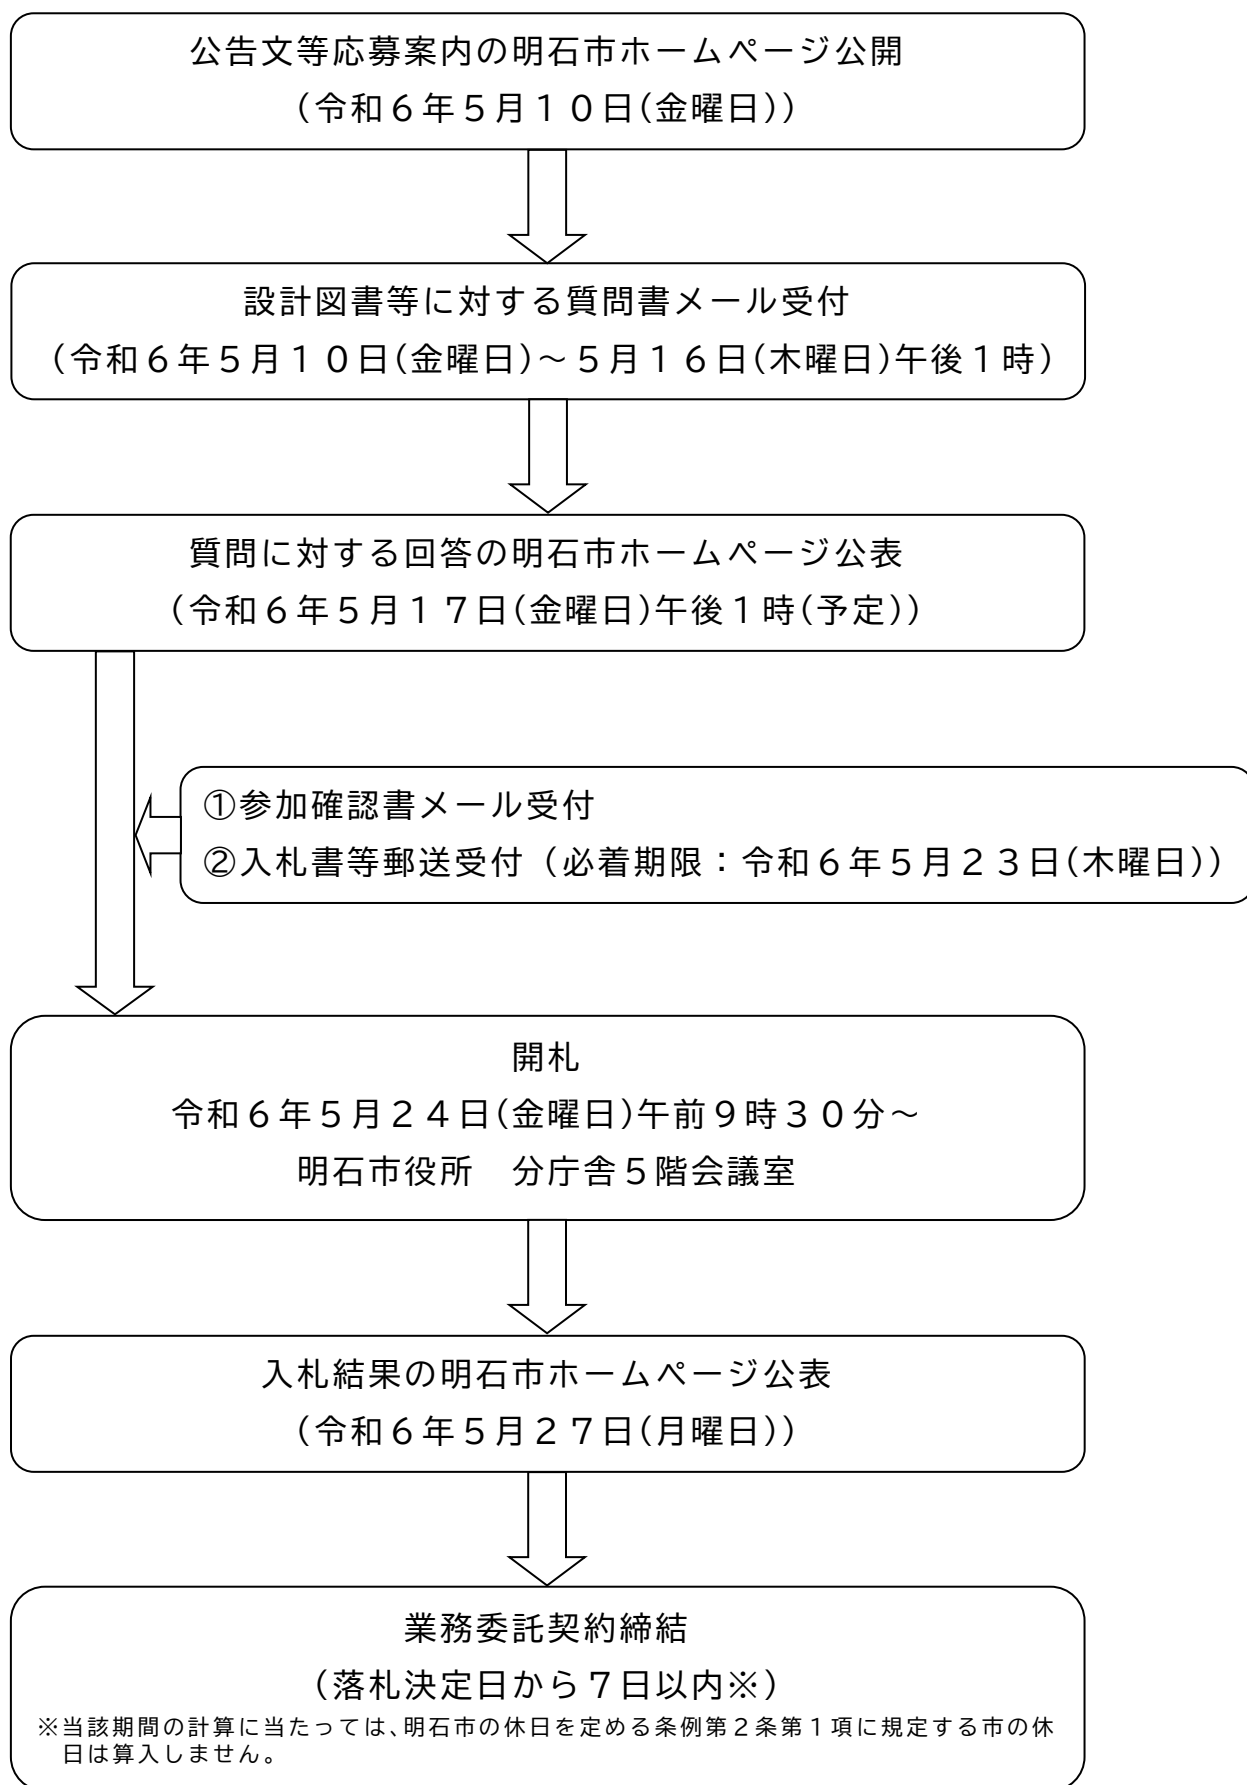 公告文等応募案内の明石市ホームページ公開
(令和６年５月１０日(金曜日))
設計図書等に対する質問書メール受付
(令和６年５月１０日(金曜日)～５月１６日(木曜日)午後１時)
質問に対する回答の明石市ホームページ公表
(令和６年５月１７日(金曜日)午後１時(予定))
①参加確認書メール受付
②入札書等郵送受付（必着期限：令和６年５月２３日(木曜日))
開札
令和６年５月２４日(金曜日)午前９時３０分～
明石市役所　分庁舎５階会議室
入札結果の明石市ホームページ公表
(令和６年５月２７日(月曜日))
業務委託契約締結
(落札決定日から７日以内※)
※当該期間の計算に当たっては、明石市の休日を定める条例第２条第１項に規定する市の休
日は算入しません。